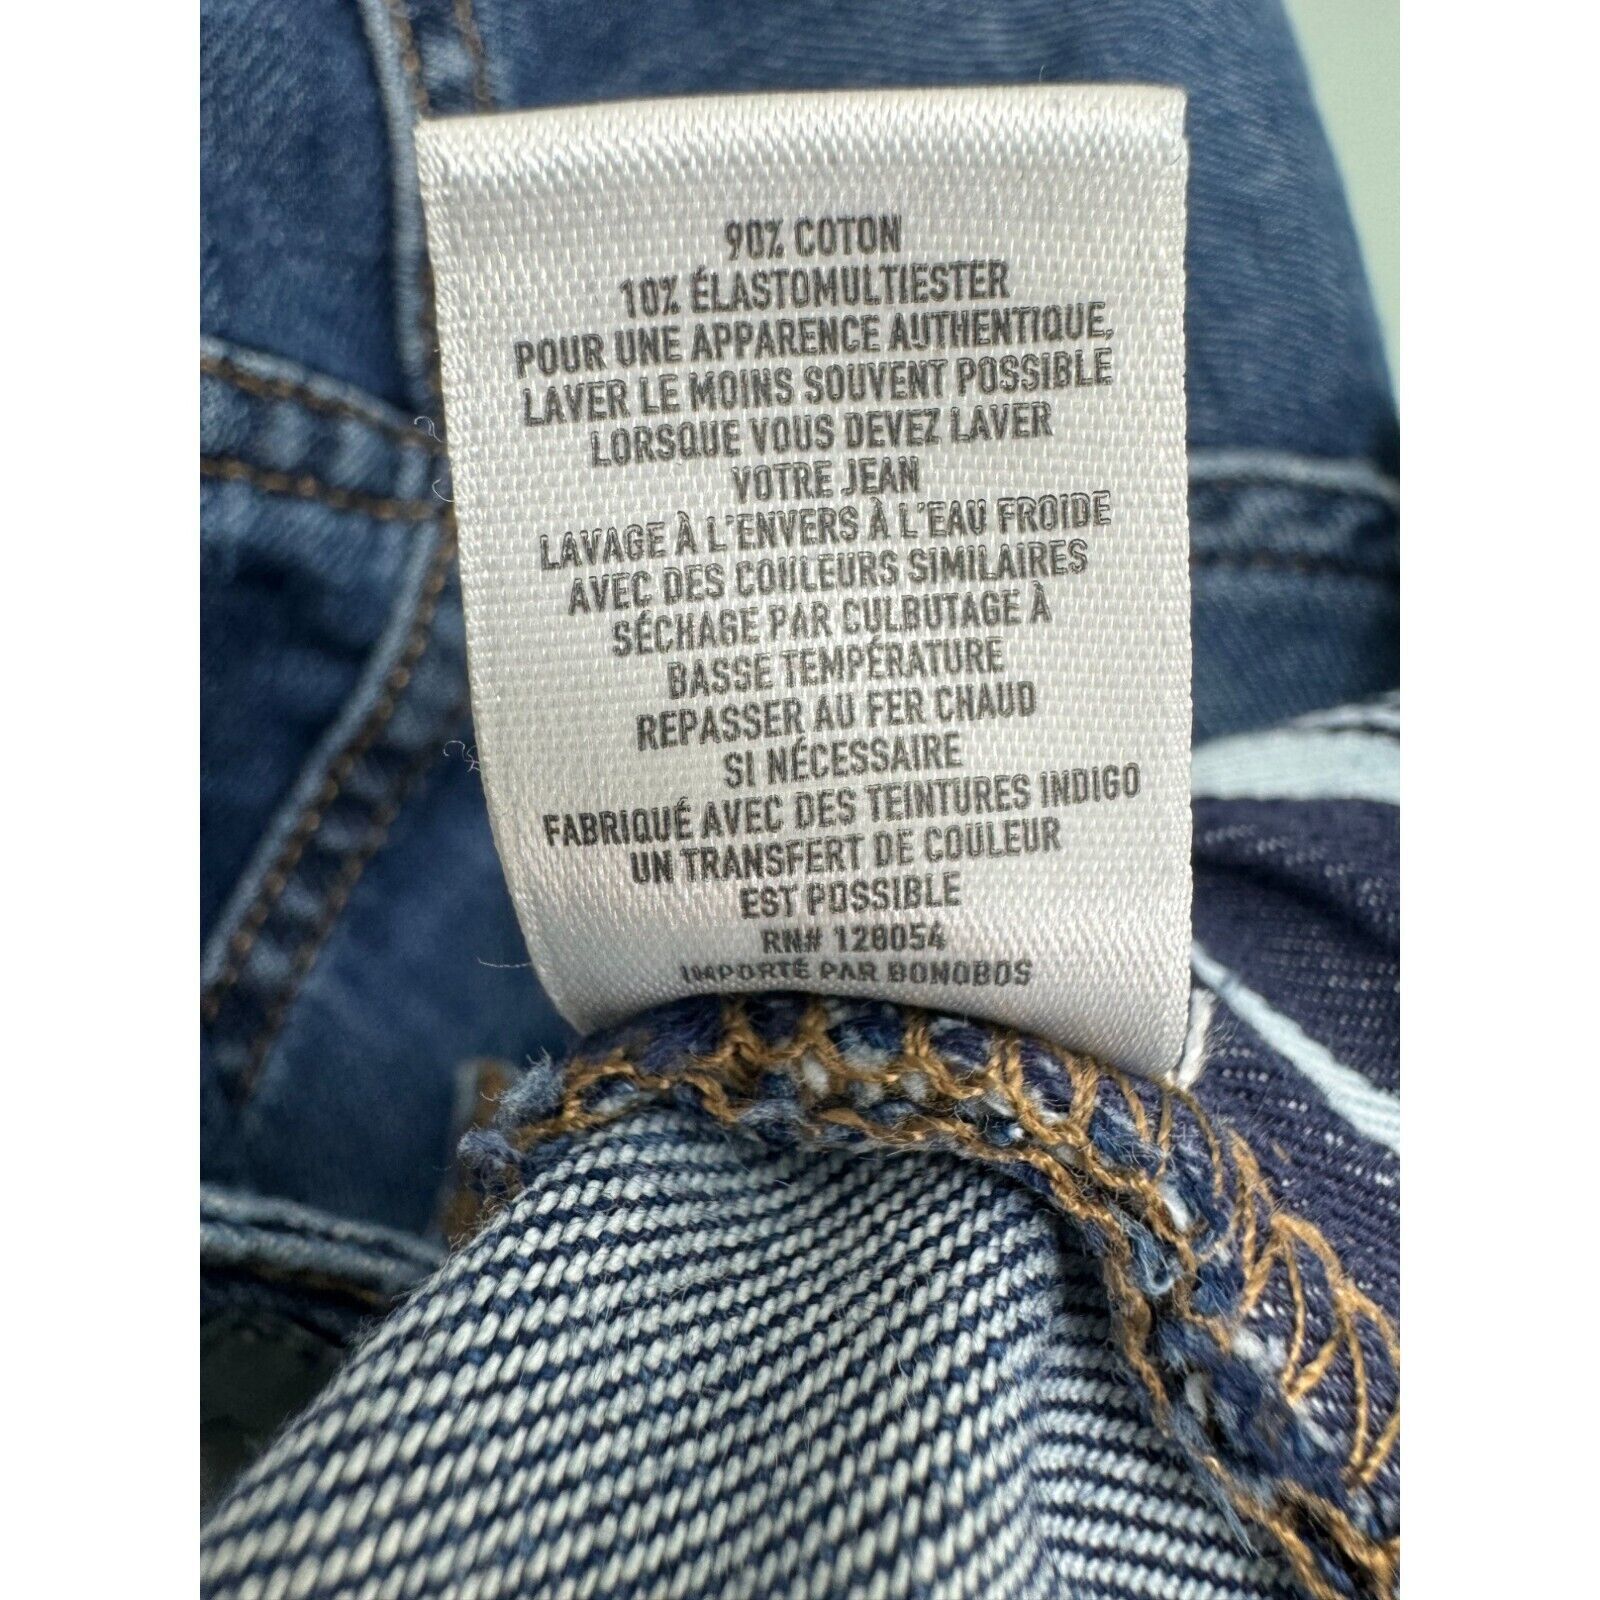 90% COTON
10% ÉLASTOMULTIESTER
POUR UNE APPARENCE AUTHENTIQUE,
LAVER LE MOINS SOUVENT POSSIBLE
LORSQUE VOUS DEVEZ LAVER
VOTRE JEAN
LAVAGE À L'ENVERS À L'EAU FROIDE
AVEC DES COULEURS SIMILAIRES
SÉCHAGE PAR CULBUTAGE À
BASSE TEMPÉRATURE
REPASSER AU FER CHAUD
SI NÉCESSAIRE
FABRIQUÉ AVEC DES TEINTURES INDIGO
UN TRANSFERT DE COULEUR
EST POSSIBLE
RN# 128054
IMPORTÉ PAR BONOBOS